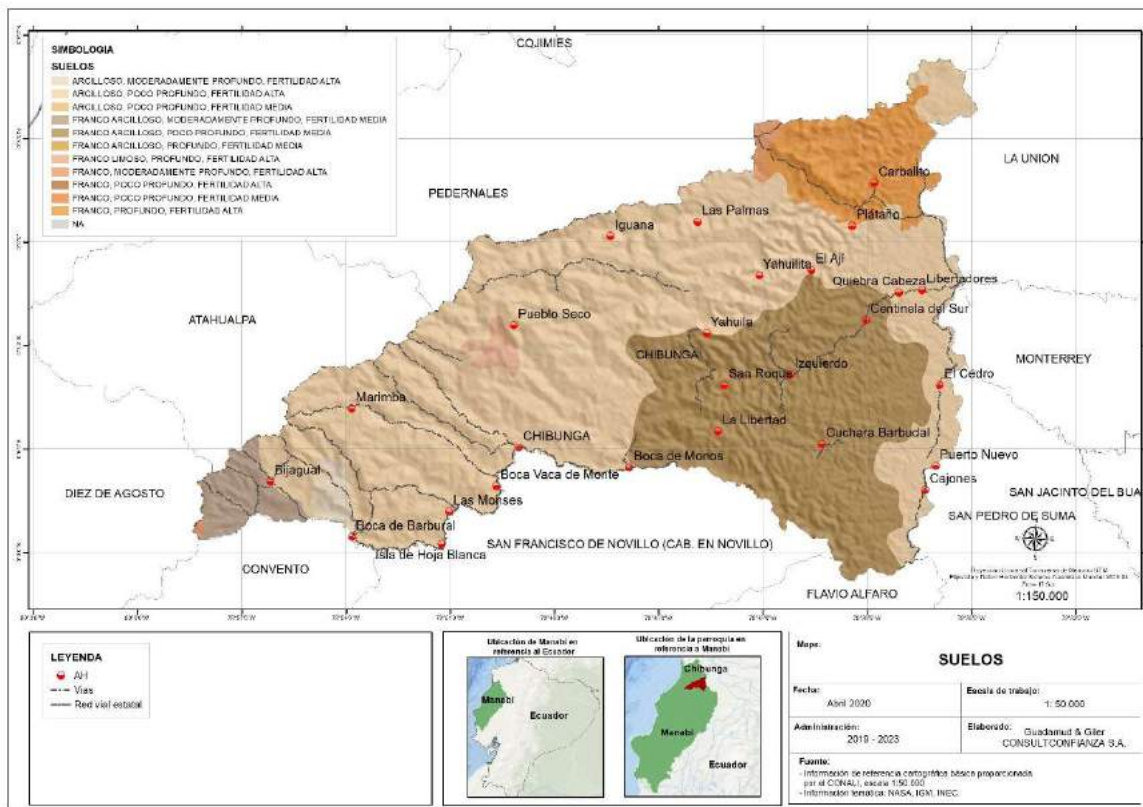 SIMBOLOGIA
SUELOS
ARCILLOSO, MODERADAMENTE PROFUNDO, FERTILIDAD ALTA
ARCILLOSO, POCO PROFUNDO, FERTILIDAD ALTA
ARCILLOSO, POCO PROFUNDO, FERTILIDAD MEDIA
FRANCO ARCILLOSO, MODERADAMENTE PROFUNDO, FERTILIDAD MEDIA
FRANCO ARCILLOSO, POCO PROFUNDO, FERTILIDAD MEDIA
FRANCO ARCILLOSO, PROFUNDO, FERTILIDAD MEDIA
FRANCO LIMOSO, PROFUNDO, FERTILIDAD ALTA
FRANCO, MODERADAMENTE PROFUNDO, FERTILIDAD ALTA
FRANCO, POCO PROFUNDO, FERTILIDAD ALTA
FRANCO, POCO PROFUNDO, FERTILIDAD MEDIA
FRANCO, PROFUNDO, FERTILIDAD ALTA
NA
COJIMIES
LA UNION
PEDERNALES
Carbalito
Plátano
Las Palmas
Iguana
El Ají
Yahuilita
Quiebra Cabeza
Libertadores
Centinela del Sur
ATAHUALPA
Pueblo Seco
Yahuila
CHIBUNGA
MONTERREY
Izquierdo
San Roque
El Cedro
Marimba
La Libertad
CHIBUNGA
Cuchara Barbudal
Boca de Monos
Puerto Nuevo
Bijagual
Boca Vaca de Monte
Cajones
DIEZ DE AGOSTO
SAN JACINTO DEL BUA
Las Monses
SAN PEDRO DE SUMA
Boca de Barbural
SAN FRANCISCO DE NOVILLO (CAB. EN NOVILLO)
Isla de Hoja Blanca
CONVENTO
FLAVIO ALFARO
1:150.000
LEYENDA
AH
Vias
Red vial estatal
Ubicación de Manabí en
referencia al Ecuador
Manabí
Ecuador
Ubicación de la parroquia en
referencia a Manabí
Chibunga
Manabí
Ecuador
Mapa:
SUELOS
Fecha:
Abril 2020
Escala de trabajo:
1: 50 000
Administración:
2019 - 2023
Elaborado:
Guadamud & Giler
CONSULTCONFIANZA S.A.
Fuente:
- Información de referencia cartográfica básica proporcionada
por el CONALI, escala 1:50.000
- Información temática: NASA, IGM, INEC.